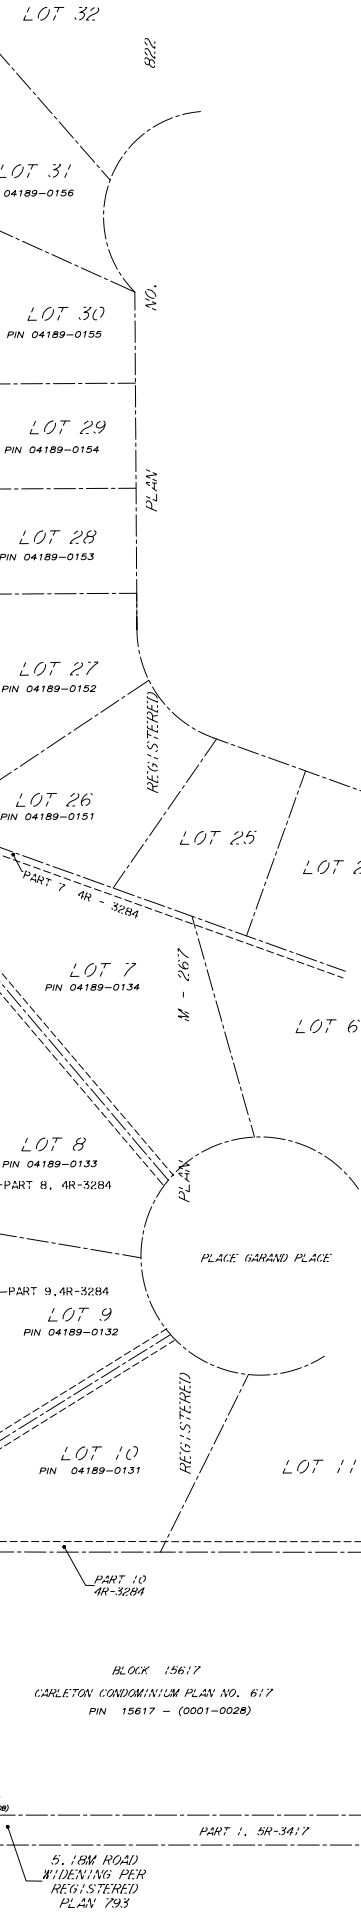 LOT 32
822
LOT 31
04189-0156
NO.
LOT 30
PIN 04189-0155
LOT 29
PIN 04189-0154
PLAN
LOT 28
PIN 04189-0153
LOT 27
PIN 04189-0152
REGISTERED
LOT 26
PIN 04189-0151
LOT 25
LOT 2
PART 7 4R - 3284
LOT 7
PIN 04189-0134
M - 267
LOT 6
LOT 8
PIN 04189-0133
PART 8, 4R-3284
PLAN
PLACE GARAND PLACE
PART 9,4R-3284
LOT 9
PIN 04189-0132
REGISTERED
LOT 10
PIN 04189-0131
LOT 11
PART 10
4R-3284
BLOCK 15617
CARLETON CONDOMINIUM PLAN NO. 617
PIN 15617 - (0001-0028)
PART 1, 5R-3417
5.18M ROAD
WIDENING PER
REGISTERED
PLAN 793